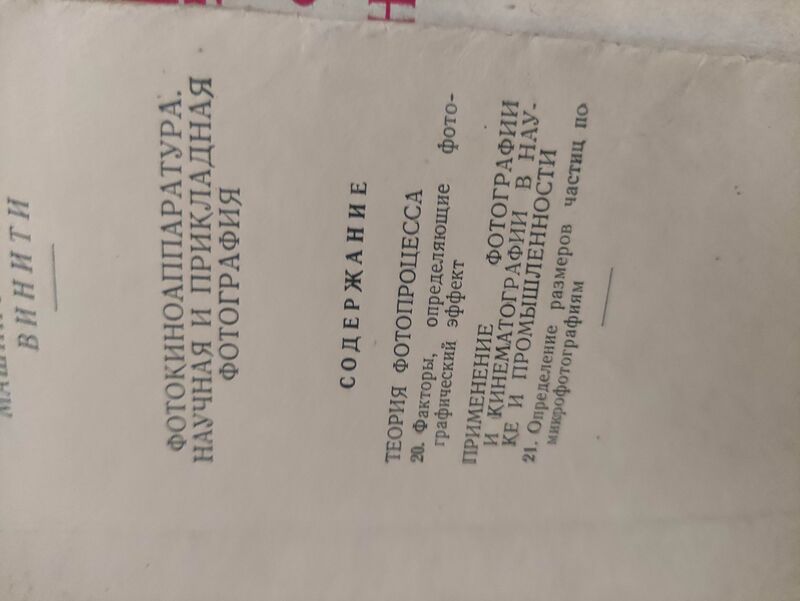 ВИНИТИ
ФОТОКИНОАППАРАТУРА.
НАУЧНАЯ И ПРИКЛАДНАЯ
ФОТОГРАФИЯ
СОДЕРЖАНИЕ
ТЕОРИЯ ФОТОПРОЦЕССА
20. Факторы, определяющие фото-
графический эффект
ПРИМЕНЕНИЕ ФОТОГРАФИИ
И КИНЕМАТОГРАФИИ В НАУ-
КЕ И ПРОМЫШЛЕННОСТИ
21. Определение размеров частиц по
микрофотографиям